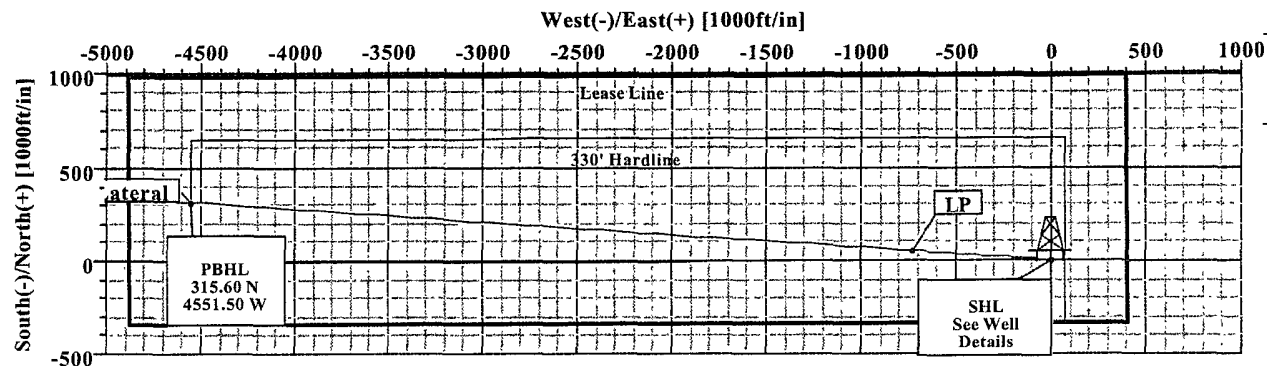 West(-)/East(+) [1000ft/in]
-5000 -4500 -4000 -3500 -3000 -2500 -2000 -1500 -1000 -500 0 500 1000
South(-)/North(+) [1000ft/in]
1000
500
0
-500
Lease Line
330' Hardline
ateral
LP
PBHL
315.60 N
4551.50 W
SHL
See Well
Details